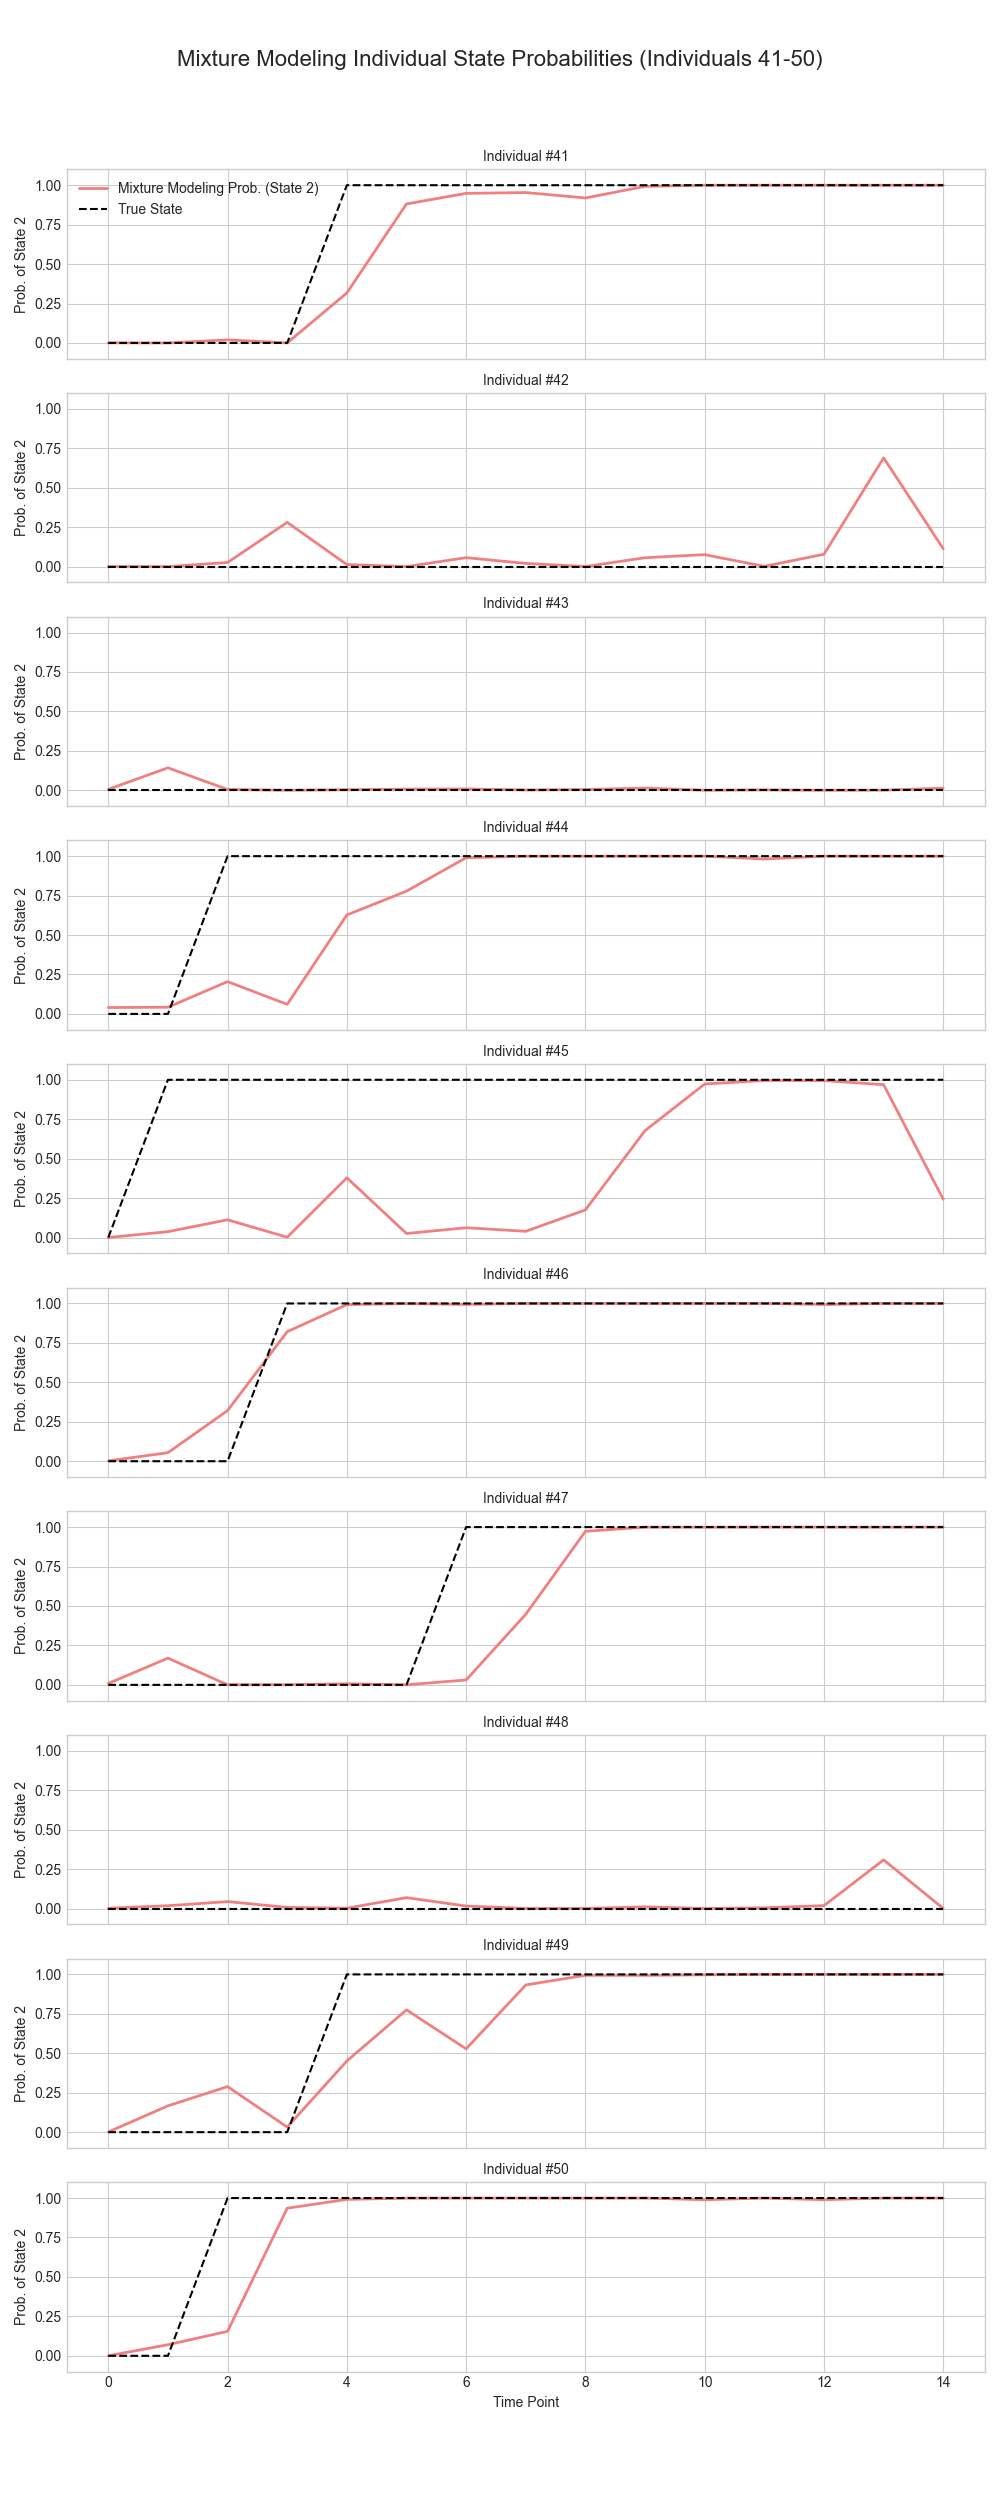 Mixture Modeling Individual State Probabilities (Individuals 41-50)
Individual #41
Mixture Modeling Prob. (State 2)
True State
Prob. of State 2
1.00
0.75
0.50
0.25
0.00
Individual #42
Prob. of State 2
1.00
0.75
0.50
0.25
0.00
Individual #43
Prob. of State 2
1.00
0.75
0.50
0.25
0.00
Individual #44
Prob. of State 2
1.00
0.75
0.50
0.25
0.00
Individual #45
Prob. of State 2
1.00
0.75
0.50
0.25
0.00
Individual #46
Prob. of State 2
1.00
0.75
0.50
0.25
0.00
Individual #47
Prob. of State 2
1.00
0.75
0.50
0.25
0.00
Individual #48
Prob. of State 2
1.00
0.75
0.50
0.25
0.00
Individual #49
Prob. of State 2
1.00
0.75
0.50
0.25
0.00
Individual #50
Prob. of State 2
1.00
0.75
0.50
0.25
0.00
0 2 4 6 8 10 12 14
Time Point